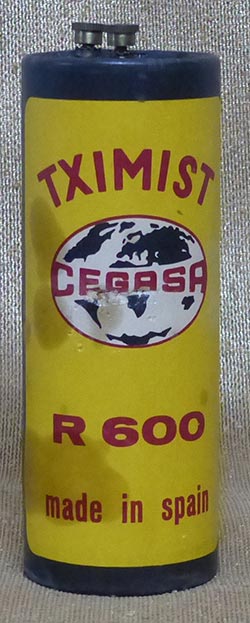 TXIMIST
CEGASA
R 600
made in spain